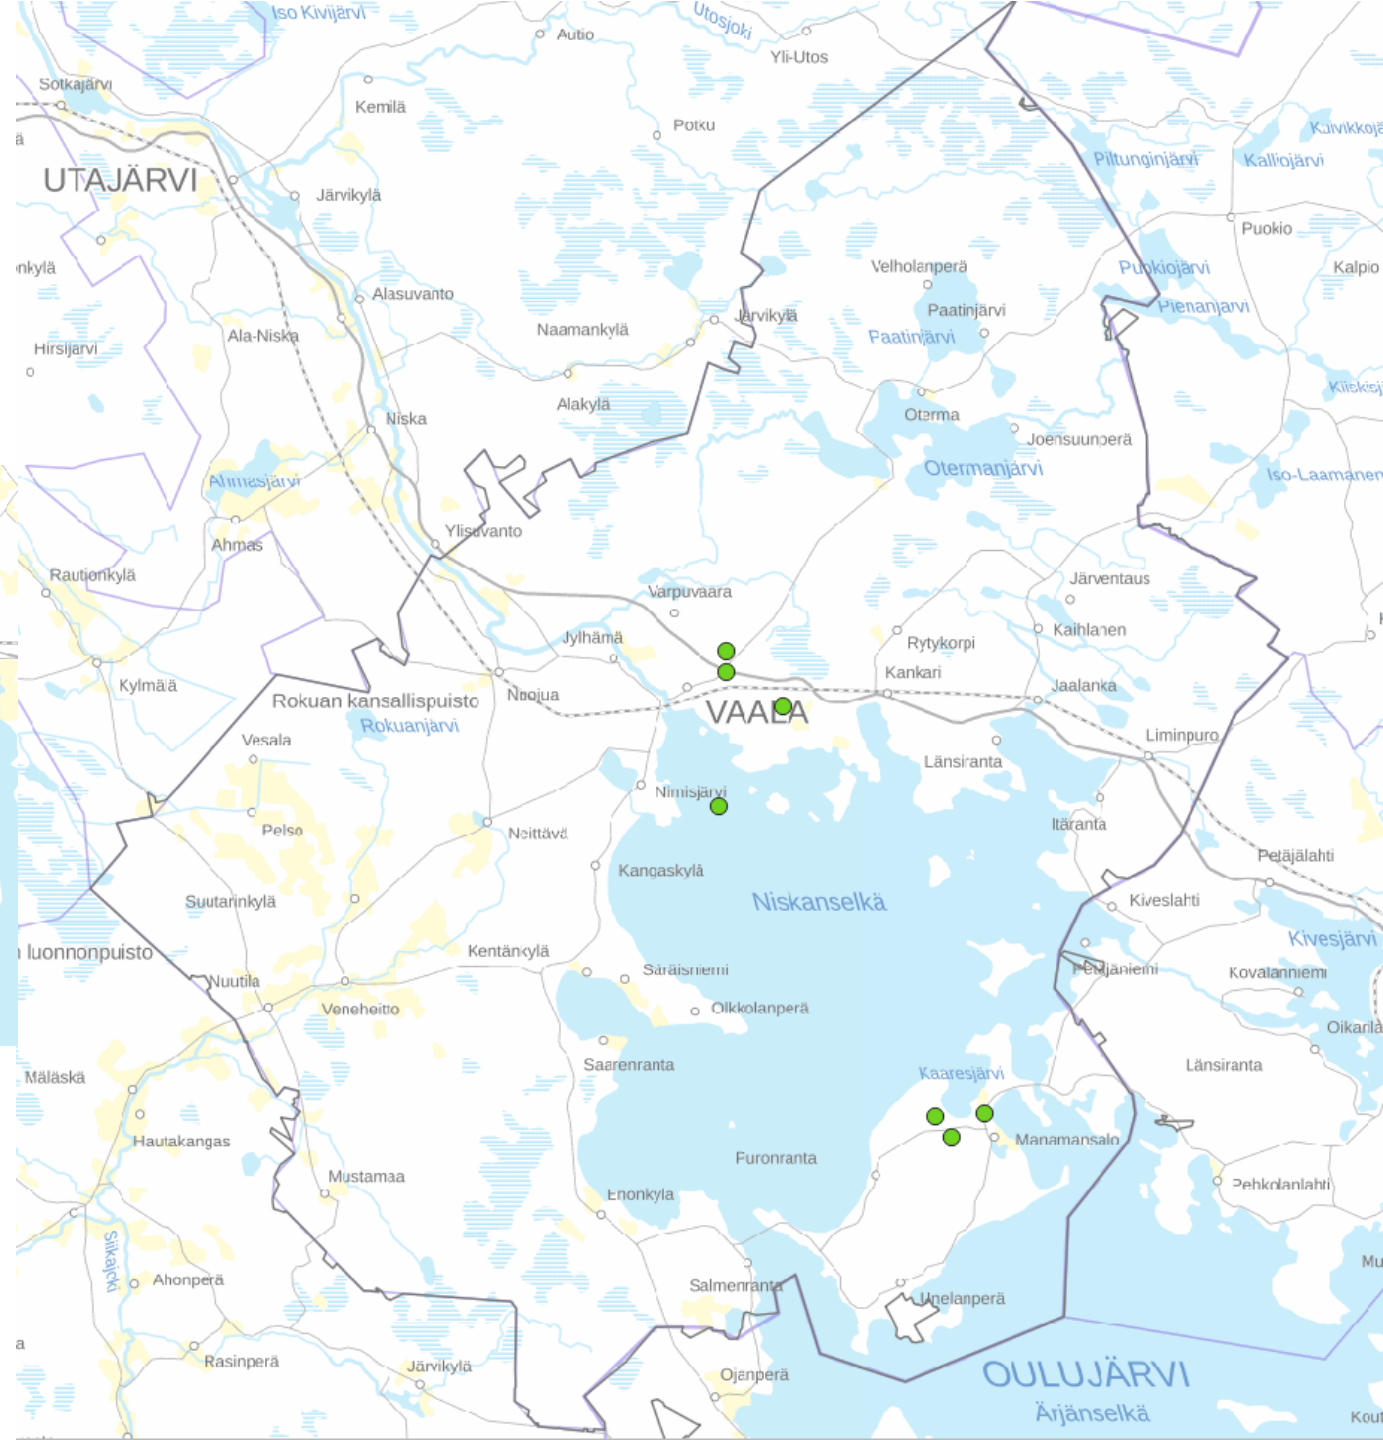 Iso Kivijärvi
Utosjoki
Autio
Yli-Utos
Sotkajärvi
Kemilä
Potku
ä
Piltunginjärvi
Kalliojärvi
UTAJÄRVI
Järvikylä
Puokio
nkylä
Velholanperä
Puokiojärvi
Kalpio
Alasuvanto
Paatinjärvi
Pienanjärvi
Järvikylä
Ala-Niska
Naamankylä
Paatinjärvi
Hirsijärvi
Alakylä
Oterma
Niska
Joensuunperä
Otermanjärvi
Iso-Laamanen
Ahmasjärvi
Ylisuvanto
Ahmas
Rautionkylä
Järventaus
Varpuvaara
Kaihlanen
Jylhämä
Rytykorpi
Kankari
Kylmälä
Nuojua
Jaalanka
Rokuan kansallispuisto
VAALA
Rokuanjärvi
Vesala
Liminpuro
Länsiranta
Nimisjärvi
Pelso
Neittävä
Itäranta
Petäjälahti
Kangaskylä
Suutarinkylä
Niskanselkä
Kiveslahti
Kivesjärvi
Kentänkylä
luonnonpuisto
Säräisniemi
Petäjäniemi
Kovalanniemi
Nuutila
Veneheitto
Olkkolanperä
Oikarila
Saarenranta
Länsiranta
Mäläskä
Kaaresjärvi
Hautakangas
Manamansalo
Furonranta
Mustamaa
Pehkolanlahti
Enonkylä
Siikajoki
Mu
Ahonperä
Salmenranta
Unelanperä
a
Rasinperä
Järvikylä
Ojanperä
OULUJÄRVI
Ärjänselkä
Kout